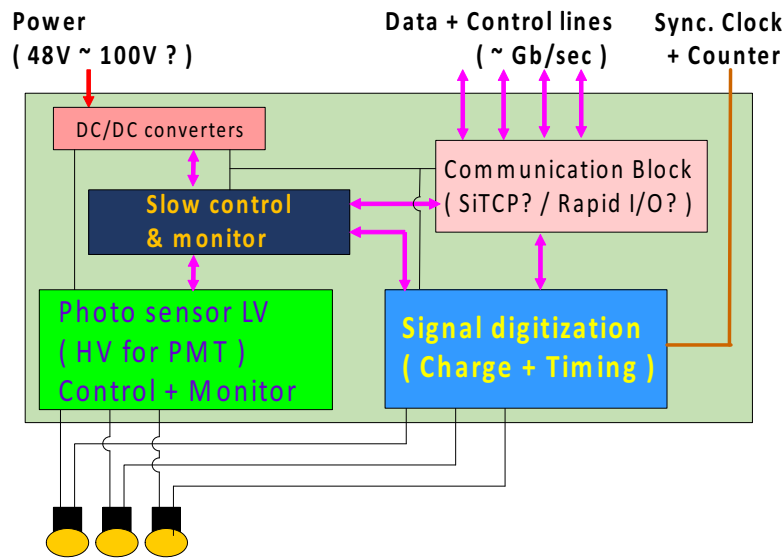 Power
( 48V ~ 100V ? )
Data + Control lines
( ~ Gb/sec )
Sync. Clock
+ Counter
DC/DC converters
Communication Block
( SiTCP? / Rapid I/O? )
Slow control
& monitor
Photo sensor LV
( HV for PMT )
Control + Monitor
Signal digitization
( Charge + Timing )